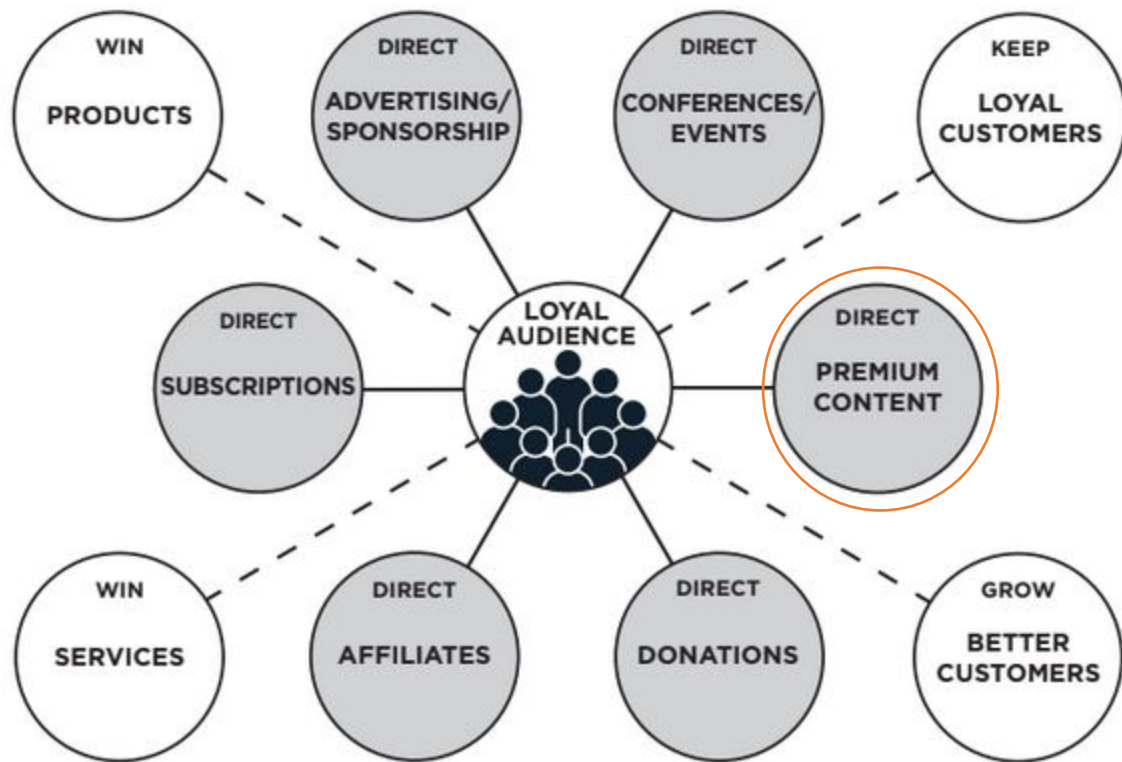 WIN
PRODUCTS
DIRECT
ADVERTISING/
SPONSORSHIP
DIRECT
CONFERENCES/
EVENTS
KEEP
LOYAL
CUSTOMERS
DIRECT
SUBSCRIPTIONS
LOYAL
AUDIENCE
DIRECT
PREMIUM
CONTENT
WIN
SERVICES
DIRECT
AFFILIATES
DIRECT
DONATIONS
GROW
BETTER
CUSTOMERS